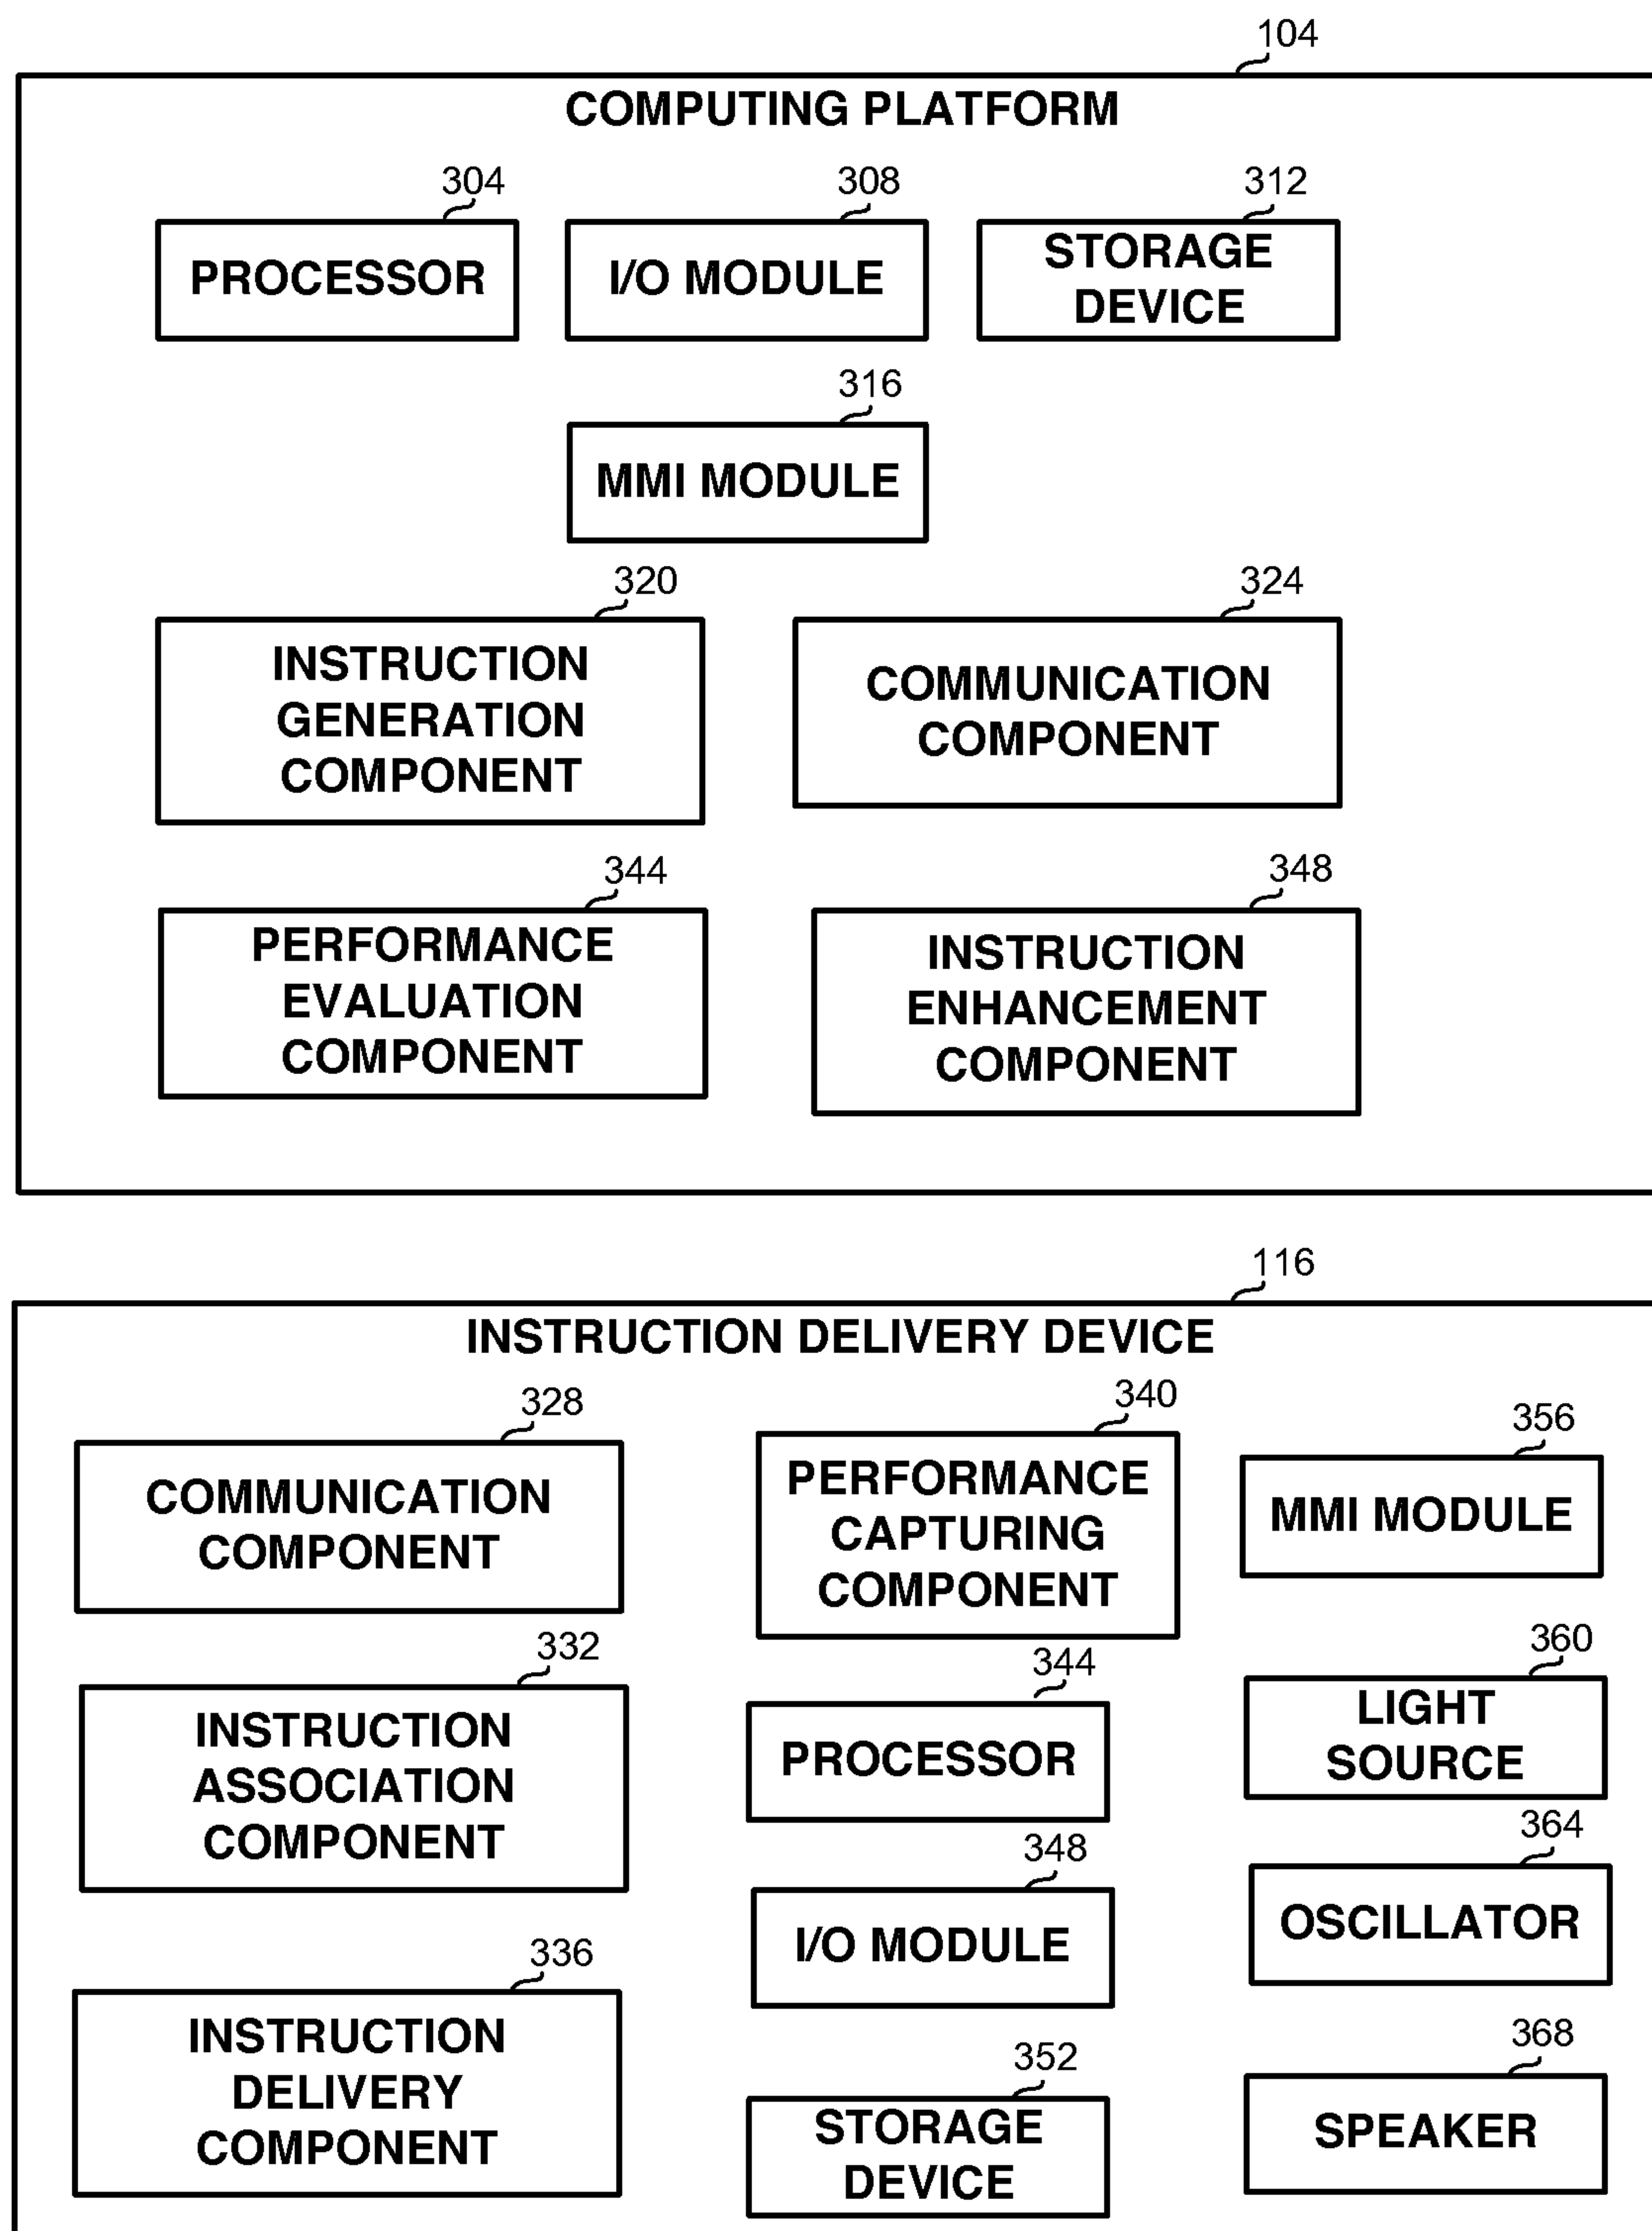 104
COMPUTING PLATFORM
304
308
312
PROCESSOR
I/O MODULE
STORAGE
DEVICE
316
MMI MODULE
320
324
INSTRUCTION
GENERATION
COMPONENT
COMMUNICATION
COMPONENT
344
348
PERFORMANCE
EVALUATION
COMPONENT
INSTRUCTION
ENHANCEMENT
COMPONENT
116
INSTRUCTION DELIVERY DEVICE
328
COMMUNICATION
COMPONENT
332
INSTRUCTION
ASSOCIATION
COMPONENT
336
INSTRUCTION
DELIVERY
COMPONENT
340
PERFORMANCE
CAPTURING
COMPONENT
344
PROCESSOR
348
I/O MODULE
352
STORAGE
DEVICE
356
MMI MODULE
360
LIGHT
SOURCE
364
OSCILLATOR
368
SPEAKER